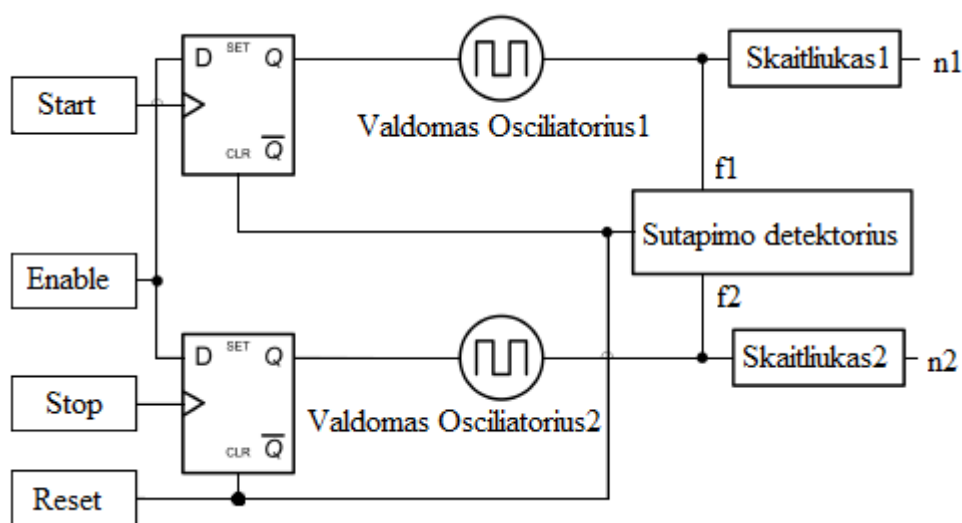 D SET Q
Skaitliukas1 n1
Start
Valdomas Osciliatorius1
CLR Q
f1
Sutapimo detektorius
Enable
f2
D SET Q
Skaitliukas2 n2
Stop
Valdomas Osciliatorius2
CLR Q
Reset